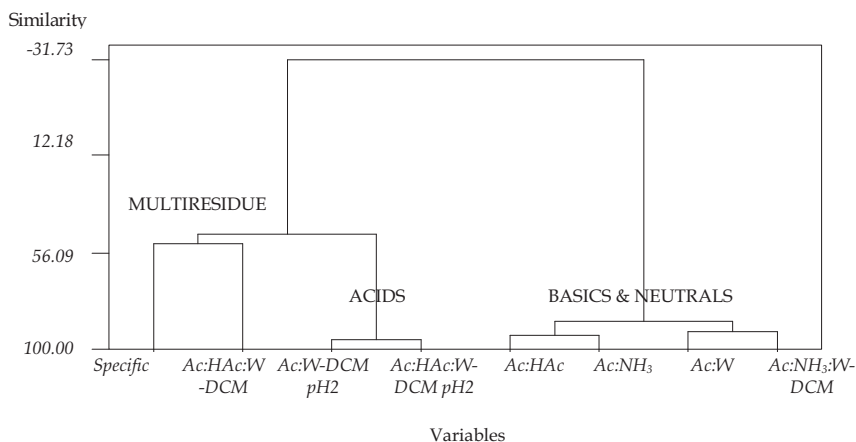 Similarity
-31.73
12.18
MULTIRESIDUE
56.09
ACIDS
BASICS & NEUTRALS
100.00
Specific
Ac:HAc:W
-DCM
Ac:W-DCM
pH2
Ac:HAc:W-
DCM pH2
Ac:HAc
Ac:NH₃
Ac:W
Ac:NH₃:W-
DCM
Variables